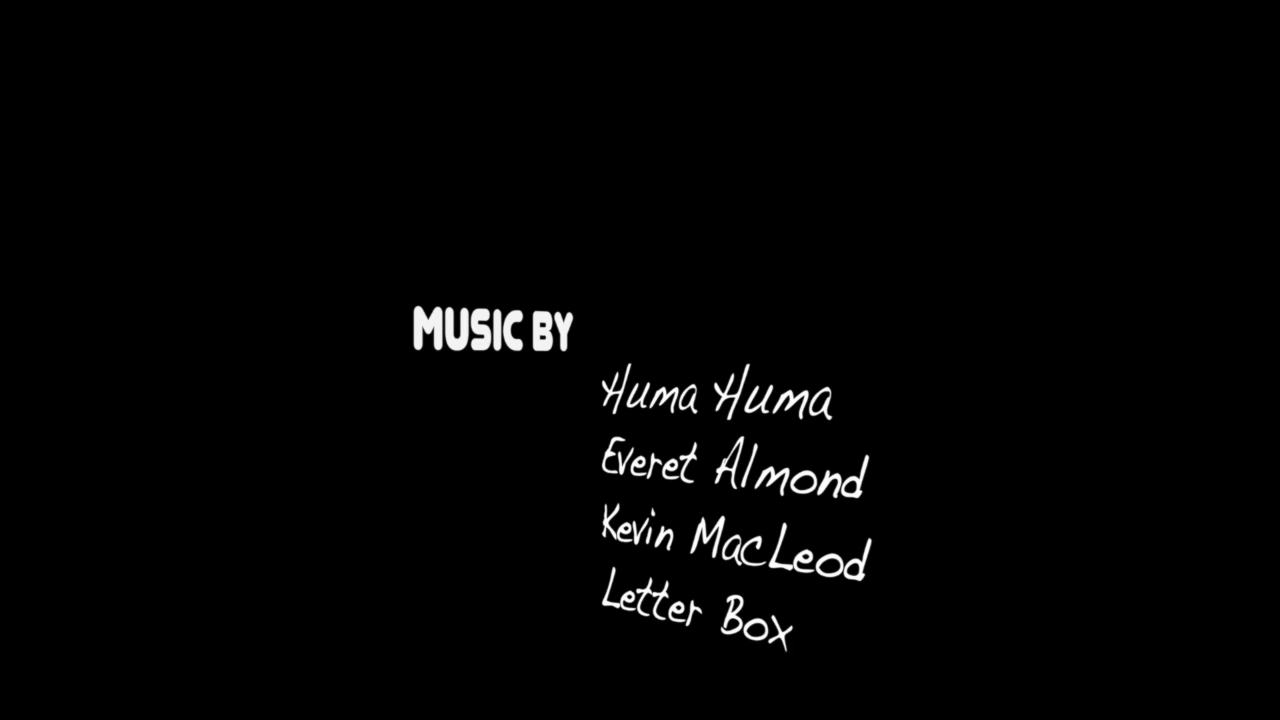 MUSIC BY
Huma Huma
Everet Almond
Kevin MacLeod
Letter Box